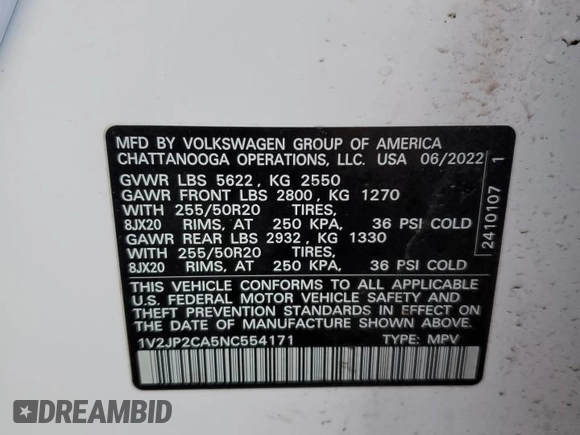 MFD BY VOLKSWAGEN GROUP OF AMERICA
CHATTANOOGA OPERATIONS, LLC. USA 06/2022
GVWR LBS 5622, KG 2550
GAWR FRONT LBS 2800, KG 1270
WITH 255/50R20 TIRES,
8JX20 RIMS, AT 250 KPA, 36 PSI COLD
GAWR REAR LBS 2932, KG 1330
WITH 255/50R20 TIRES,
8JX20 RIMS, AT 250 KPA, 36 PSI COLD
THIS VEHICLE CONFORMS TO ALL APPLICABLE
U.S. FEDERAL MOTOR VEHICLE SAFETY AND
THEFT PREVENTION STANDARDS IN EFFECT ON
THE DATE OF MANUFACTURE SHOWN ABOVE.
1V2JP2CA5NC554171 TYPE: MPV
2410107 1
DREAMBID